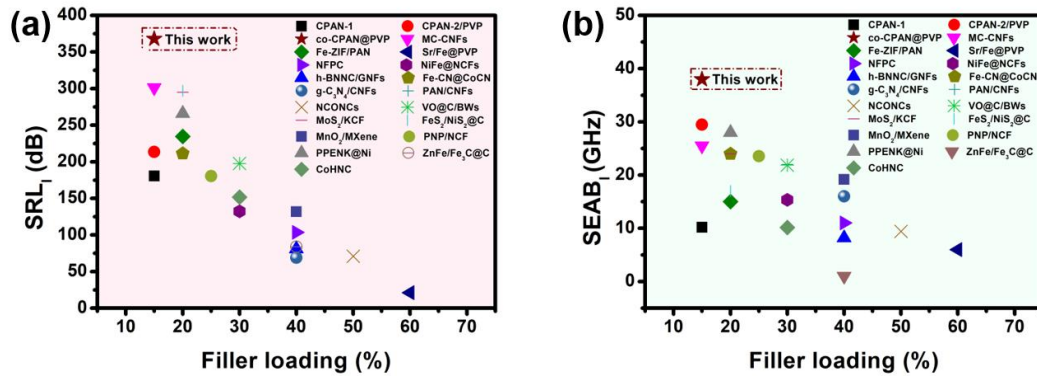 (a)
400
350
300
250
200
150
100
50
0
SRL_I (dB)
This work
CPAN-1 CPAN-2/PVP
co-CPAN@PVP MC-CNFs
Fe-ZIF/PAN Sr/Fe@PVP
NFPC NiFe@NCFs
h-BNNC/GNFs Fe-CN@CoCN
g-C₃N₄/CNFs PAN/CNFs
NCONCs VO@C/BWs
MoS₂/KCF FeS₂/NiS₂@C
MnO₂/MXene PNP/NCF
PPENK@Ni ZnFe/Fe₃C@C
CoHNC
10 20 30 40 50 60 70
Filler loading (%)
(b)
50
40
30
20
10
0
SEAB_I (GHz)
This work
CPAN-1 CPAN-2/PVP
co-CPAN@PVP MC-CNFs
Fe-ZIF/PAN Sr/Fe@PVP
NFPC NiFe@NCFs
h-BNNC/GNFs Fe-CN@CoCN
g-C₃N₄/CNFs PAN/CNFs
NCONCs VO@C/BWs
MoS₂/KCF FeS₂/NiS₂@C
MnO₂/MXene PNP/NCF
PPENK@Ni ZnFe/Fe₃C@C
CoHNC
10 20 30 40 50 60 70
Filler loading (%)